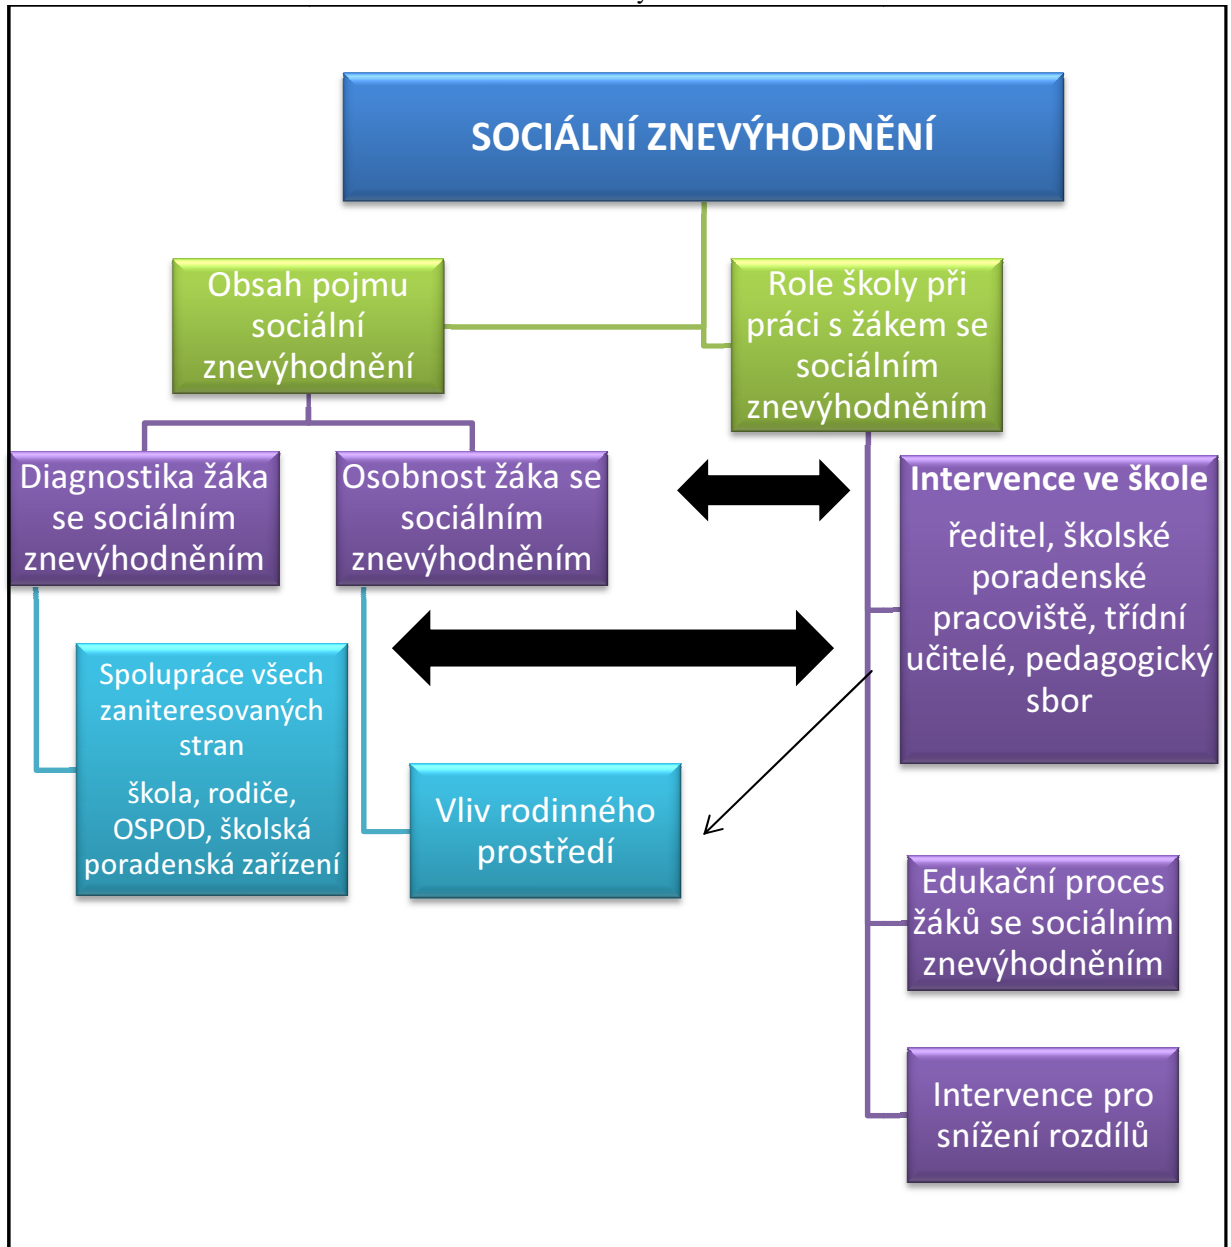 SOCIÁLNÍ ZNEVÝHODNĚNÍ
Obsah pojmu
sociální
znevýhodnění
Role školy při
práci s žákem se
sociálním
znevýhodněním
Diagnostika žáka
se sociálním
znevýhodněním
Osobnost žáka se
sociálním
znevýhodněním
Intervence ve škole
ředitel, školské
poradenské
pracoviště, třídní
učitelé, pedagogický
sbor
Spolupráce všech
zaniteresovaných
stran
škola, rodiče,
OSPOD, školská
poradenská zařízení
Vliv rodinného
prostředí
Edukační proces
žáků se sociálním
znevýhodněním
Intervence pro
snížení rozdílů